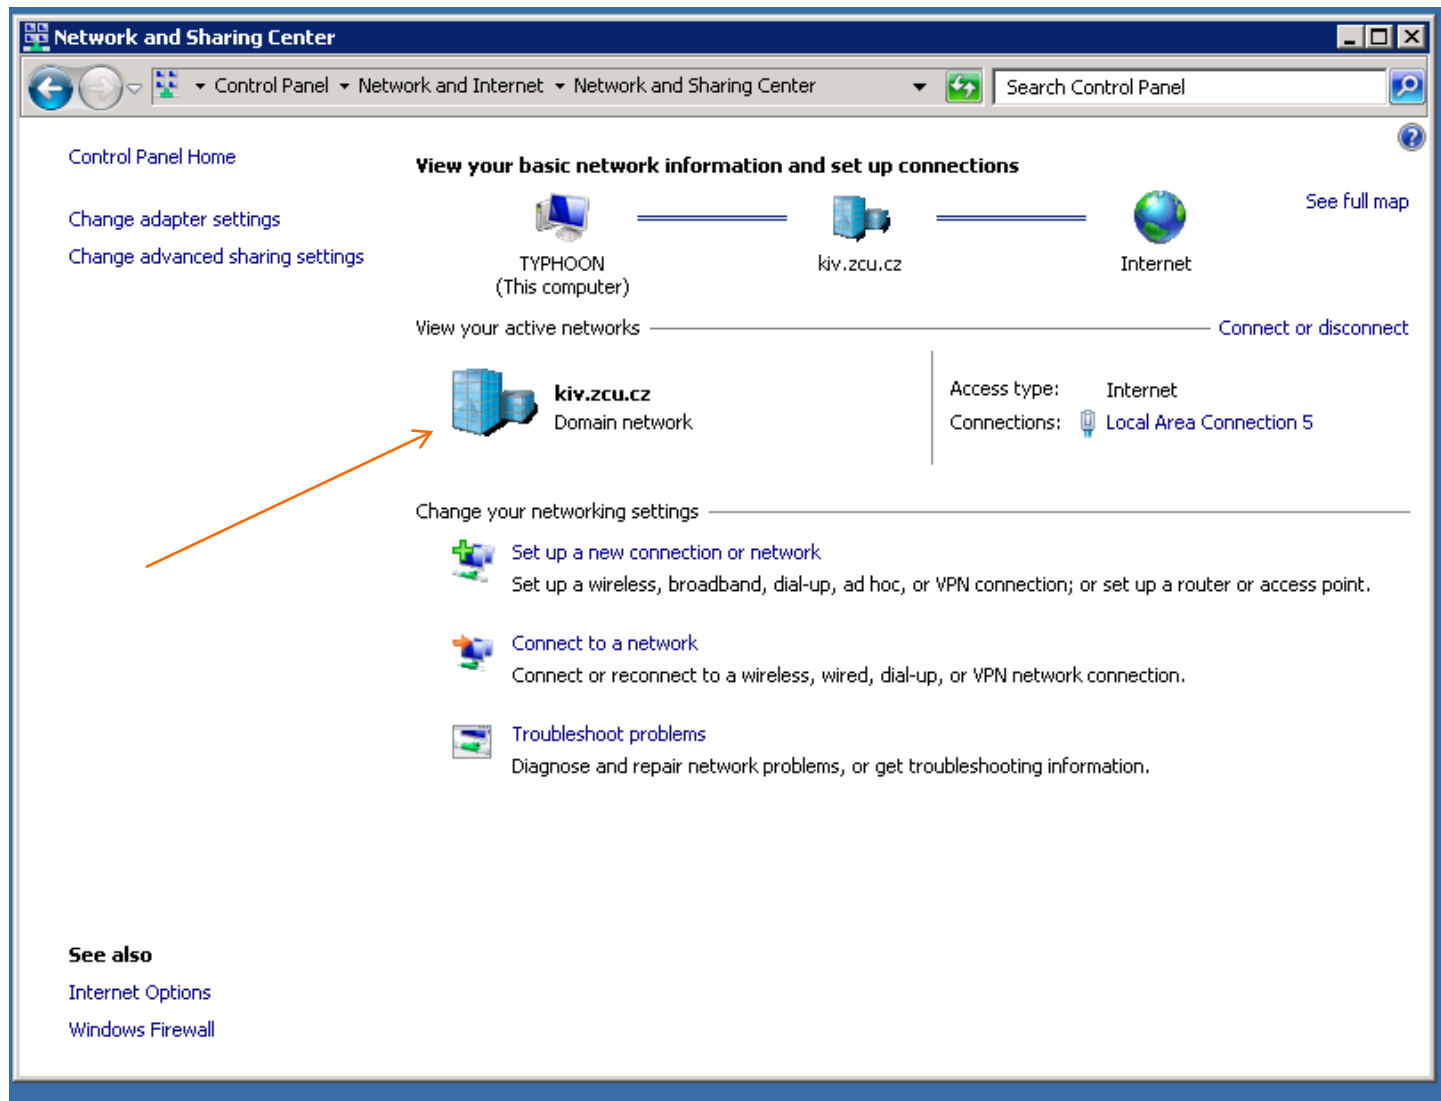 Network and Sharing Center
Control Panel Network and Internet Network and Sharing Center
Search Control Panel
Control Panel Home
Change adapter settings
Change advanced sharing settings
View your basic network information and set up connections
See full map
TYPHOON
(This computer)
kiv.zcu.cz
Internet
View your active networks
Connect or disconnect
kiv.zcu.cz
Domain network
Access type: Internet
Connections: Local Area Connection 5
Change your networking settings
Set up a new connection or network
Set up a wireless, broadband, dial-up, ad hoc, or VPN connection; or set up a router or access point.
Connect to a network
Connect or reconnect to a wireless, wired, dial-up, or VPN network connection.
Troubleshoot problems
Diagnose and repair network problems, or get troubleshooting information.
See also
Internet Options
Windows Firewall